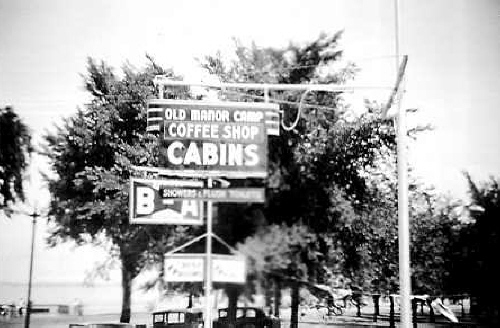 OLD MANOR CAMP
COFFEE SHOP
CABINS
SHOWERS & FLUSH TOILETS
B A